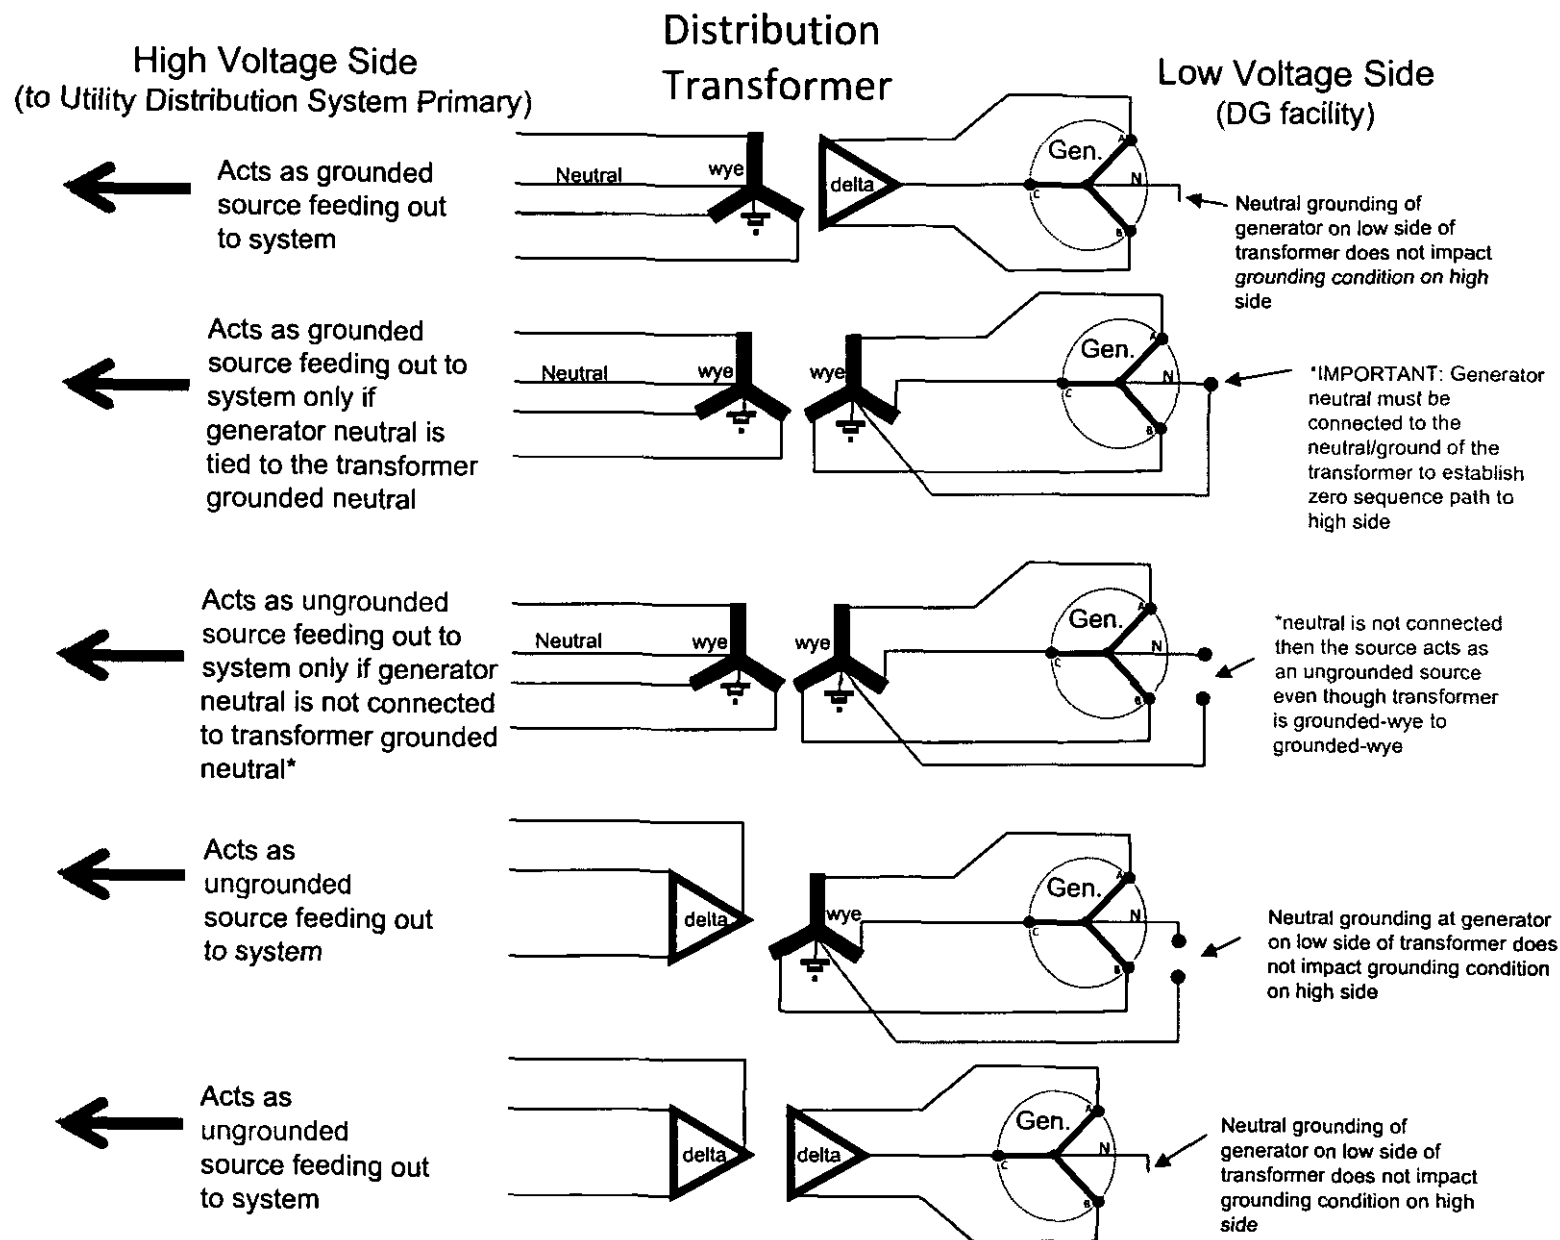 Distribution
Transformer
High Voltage Side
(to Utility Distribution System Primary)
Low Voltage Side
(DG facility)
Acts as grounded
source feeding out
to system
Neutral
wye
delta
Gen.
A
N
C
B
Neutral grounding of
generator on low side of
transformer does not impact
grounding condition on high
side
Acts as grounded
source feeding out to
system only if
generator neutral is
tied to the transformer
grounded neutral
Neutral
wye
wye
Gen.
A
N
C
B
*IMPORTANT: Generator
neutral must be
connected to the
neutral/ground of the
transformer to establish
zero sequence path to
high side
Acts as ungrounded
source feeding out to
system only if generator
neutral is not connected
to transformer grounded
neutral*
Neutral
wye
wye
Gen.
A
N
C
B
*neutral is not connected
then the source acts as
an ungrounded source
even though transformer
is grounded-wye to
grounded-wye
Acts as
ungrounded
source feeding out
to system
delta
wye
Gen.
A
N
C
B
Neutral grounding at generator
on low side of transformer does
not impact grounding condition
on high side
Acts as
ungrounded
source feeding out
to system
delta
delta
Gen.
A
N
C
B
Neutral grounding of
generator on low side of
transformer does not impact
grounding condition on high
side